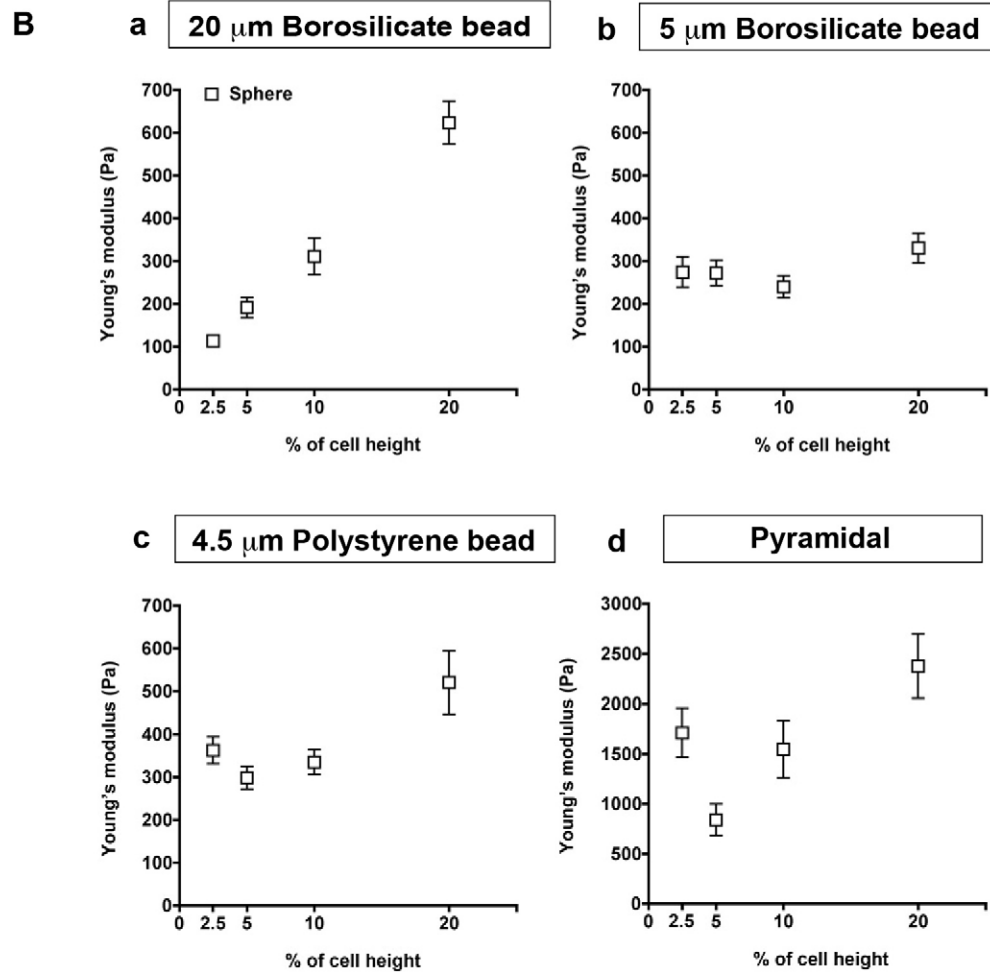 B
a 20 μm Borosilicate bead
700
600
500
400
300
200
100
0
Young's modulus (Pa)
Sphere
0 2.5 5 10 20
% of cell height
b 5 μm Borosilicate bead
700
600
500
400
300
200
100
0
Young's modulus (Pa)
0 2.5 5 10 20
% of cell height
c 4.5 μm Polystyrene bead
700
600
500
400
300
200
100
0
Young's modulus (Pa)
0 2.5 5 10 20
% of cell height
d Pyramidal
3000
2500
2000
1500
1000
500
0
Young's modulus (Pa)
0 2.5 5 10 20
% of cell height